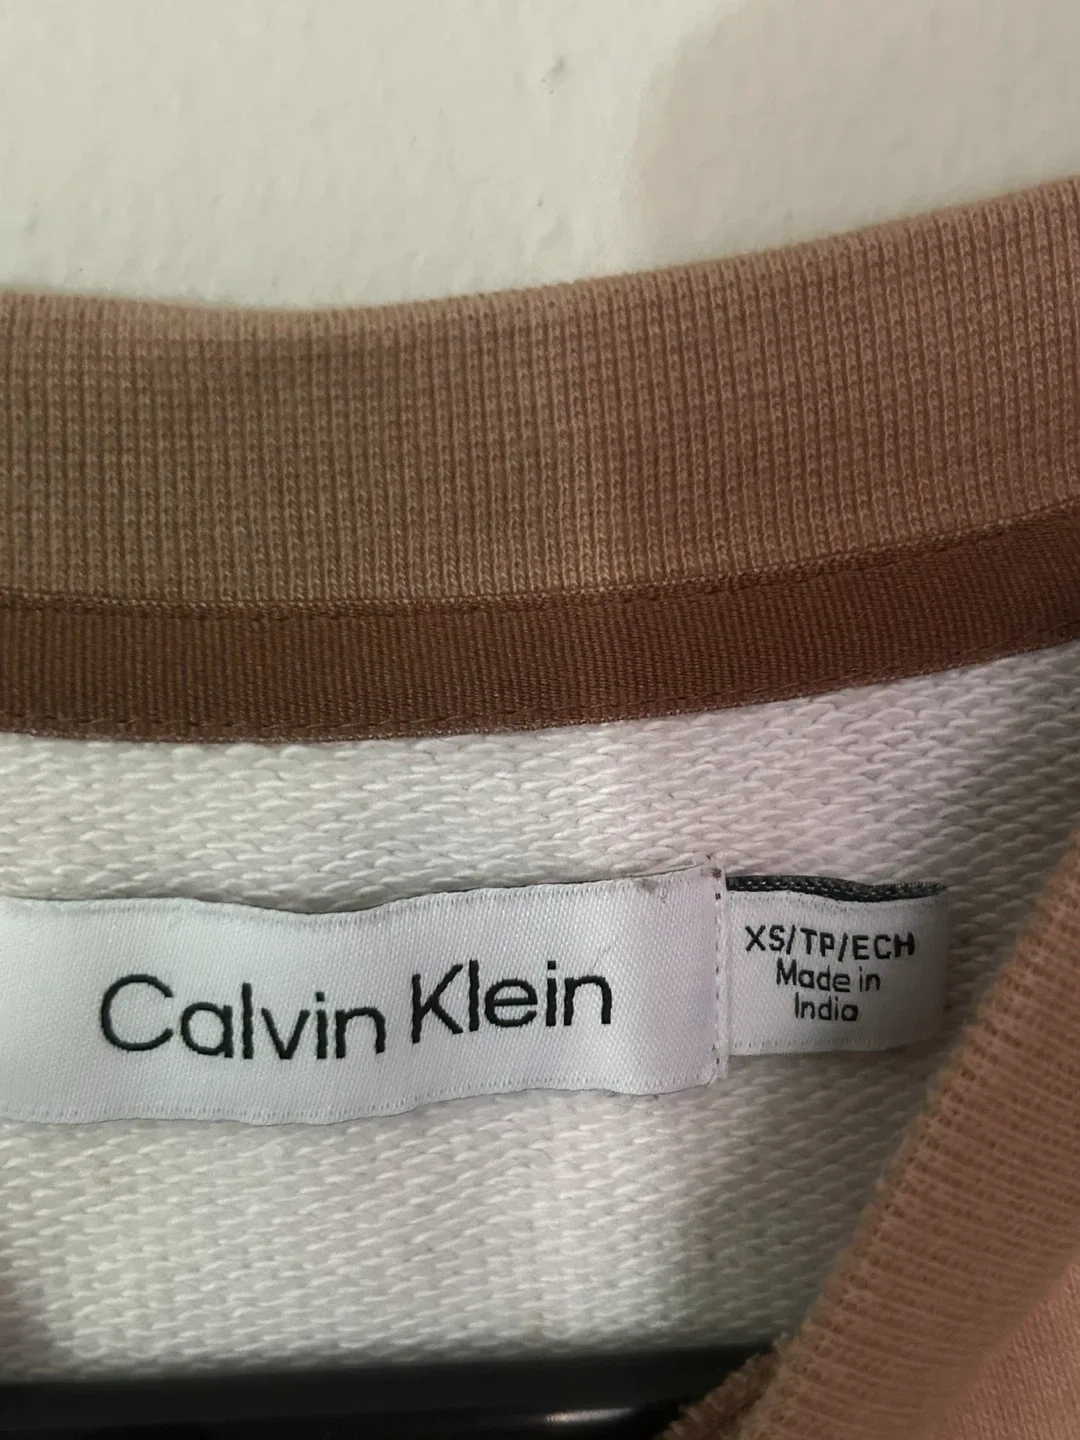 Calvin Klein
XS/TP/ECH
Made in
India